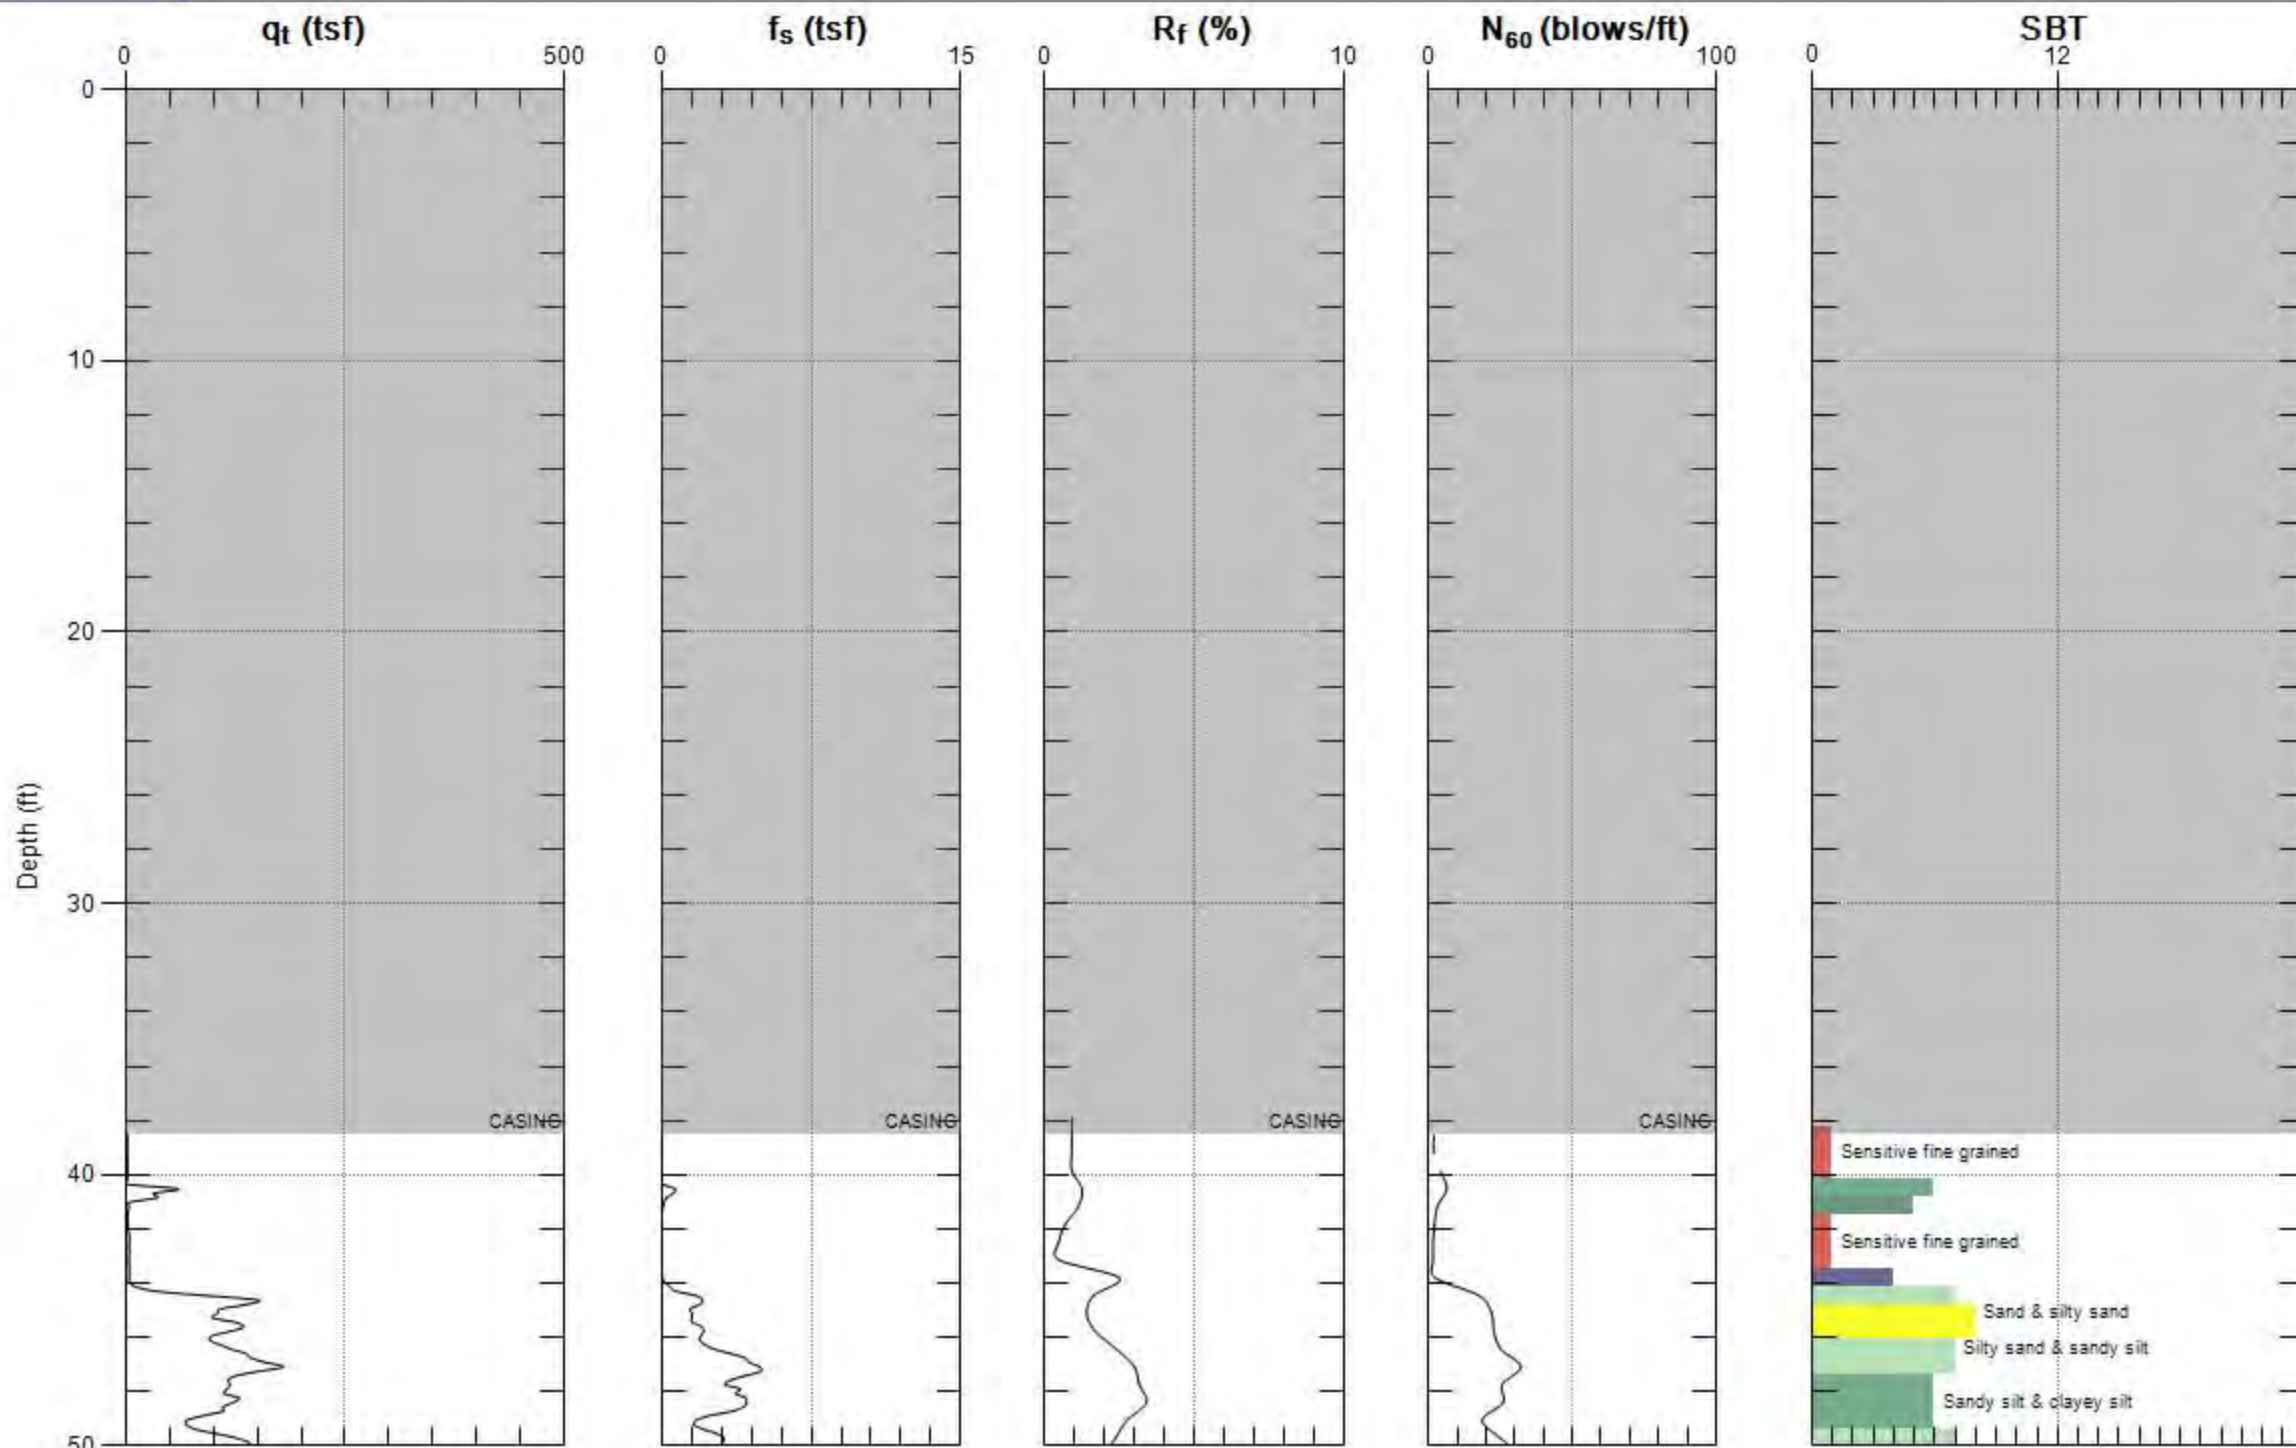 qt (tsf) fs (tsf) Rf (%) N60 (blows/ft) SBT
0 500 0 15 0 10 0 100 0 12
0
10
20
Depth (ft)
30
CASING CASING CASING CASING
Sensitive fine grained
40
Sensitive fine grained
Sand & silty sand
Silty sand & sandy silt
Sandy silt & clayey silt
50